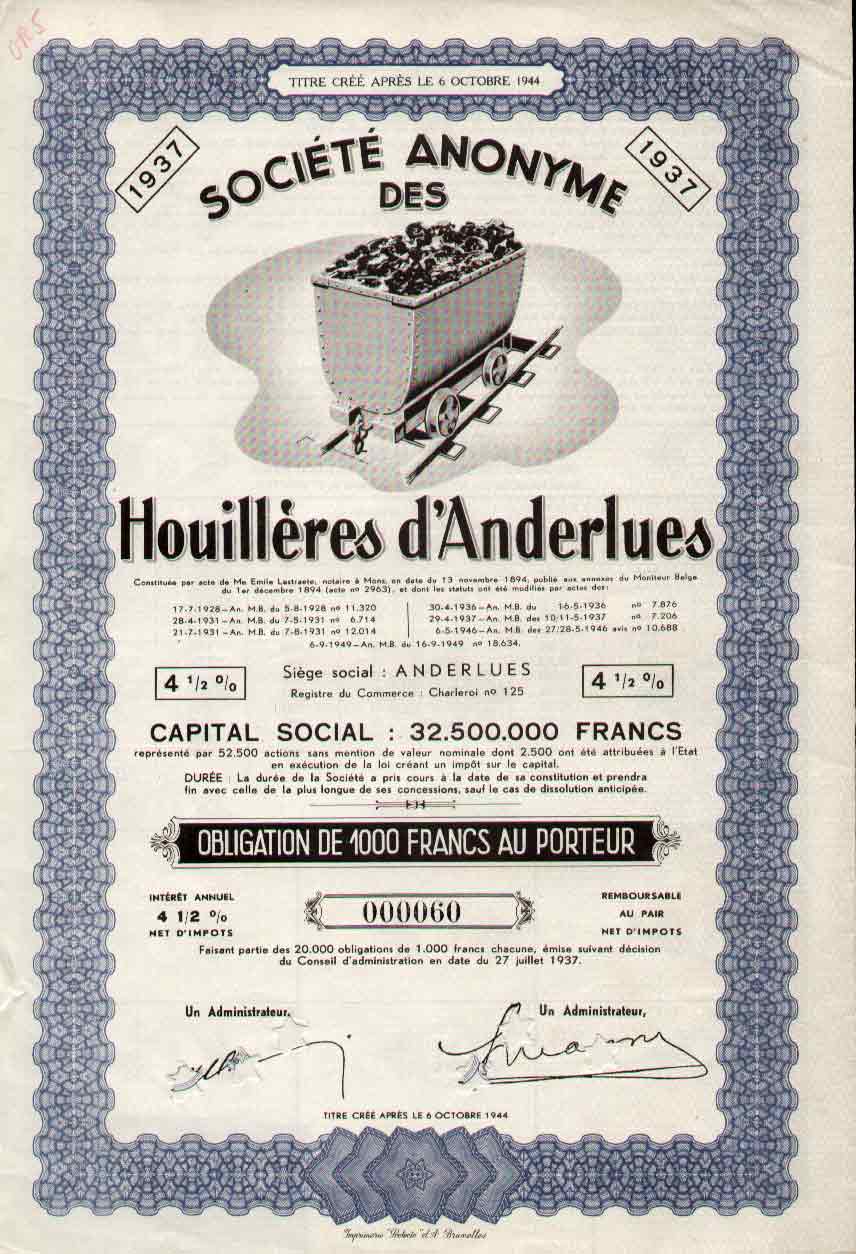 TITRE CRÉÉ APRÈS LE 6 OCTOBRE 1944
1937
1937
SOCIÉTÉ ANONYME
DES
Houillères d'Anderlues
Constituée par acte de Me Emile Lestraete, notaire à Mons, en date du 13 novembre 1894, publié aux annexes du Moniteur Belge
du 1er décembre 1894 (acte no 2963), et dont les statuts ont été modifiés par actes des:
17-7-1928–An. M.B. du 5-8-1928 no 11.320
28-4-1931–An. M.B. du 7-5-1931 no 6.714
21-7-1931–An. M.B. du 7-8-1931 no 12.014
30-4-1936–An. M.B. du 1-6-5-1936 no 7.876
29-4-1937–An. M.B. des 10/11-5-1937 no 7.206
6-5-1946–An. M.B. des 27/28-5-1946 avis no 10.688
6-9-1949–An. M.B. du 16-9-1949 no 18.634.
4 1/2 %
Siège social : ANDERLUES
4 1/2 %
Registre du Commerce : Charleroi no 125
CAPITAL SOCIAL : 32.500.000 FRANCS
représenté par 52.500 actions sans mention de valeur nominale dont 2.500 ont été attribuées à l'Etat
en exécution de la loi créant un impôt sur le capital.
DURÉE : La durée de la Société a pris cours à la date de sa constitution et prendra
fin avec celle de la plus longue de ses concessions, sauf le cas de dissolution anticipée.
OBLIGATION DE 1000 FRANCS AU PORTEUR
INTÉRÊT ANNUEL
4 1/2 %
NET D'IMPOTS
000060
REMBOURSABLE
AU PAIR
NET D'IMPOTS
Faisant partie des 20.000 obligations de 1.000 francs chacune, émise suivant décision
du Conseil d'administration en date du 27 juillet 1937.
Un Administrateur,
Un Administrateur,
TITRE CRÉÉ APRÈS LE 6 OCTOBRE 1944
Imprimerie Bruxelles